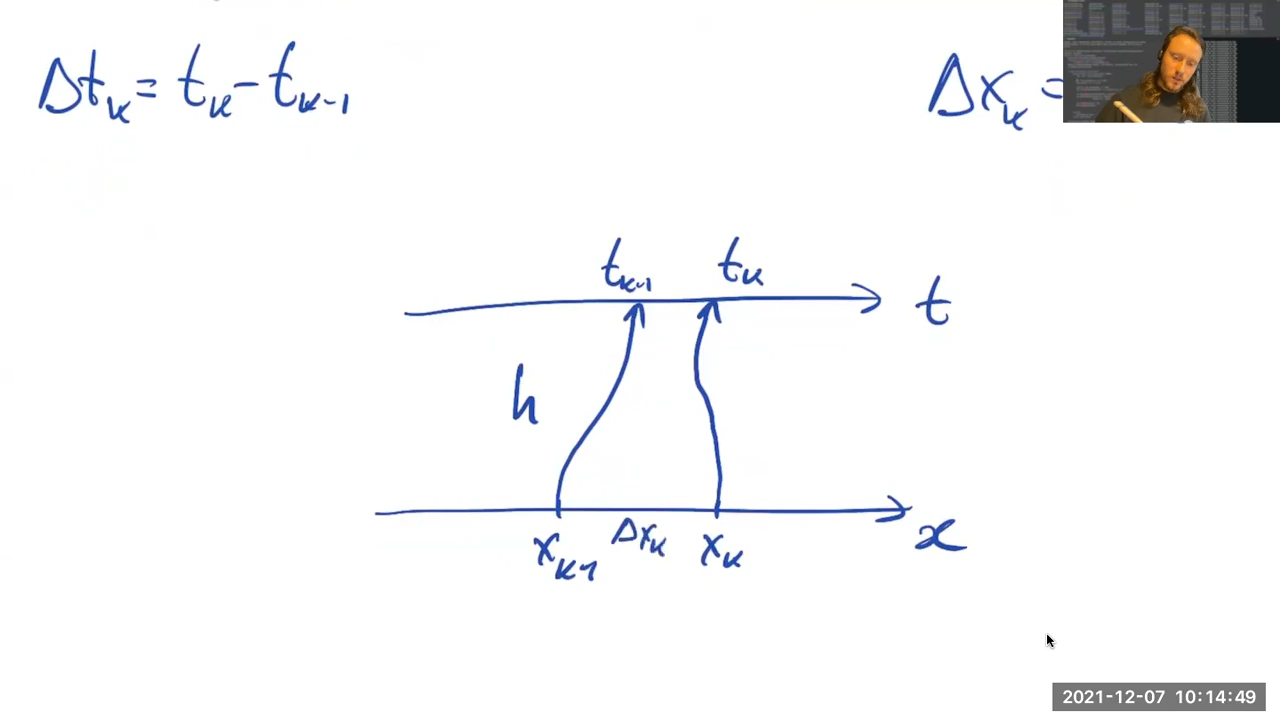 Δt_k = t_k - t_{k-1}
Δx_k =
t_{k-1} t_k
t
h
x_{k-1} Δx_k x_k
x
2021-12-07 10:14:49